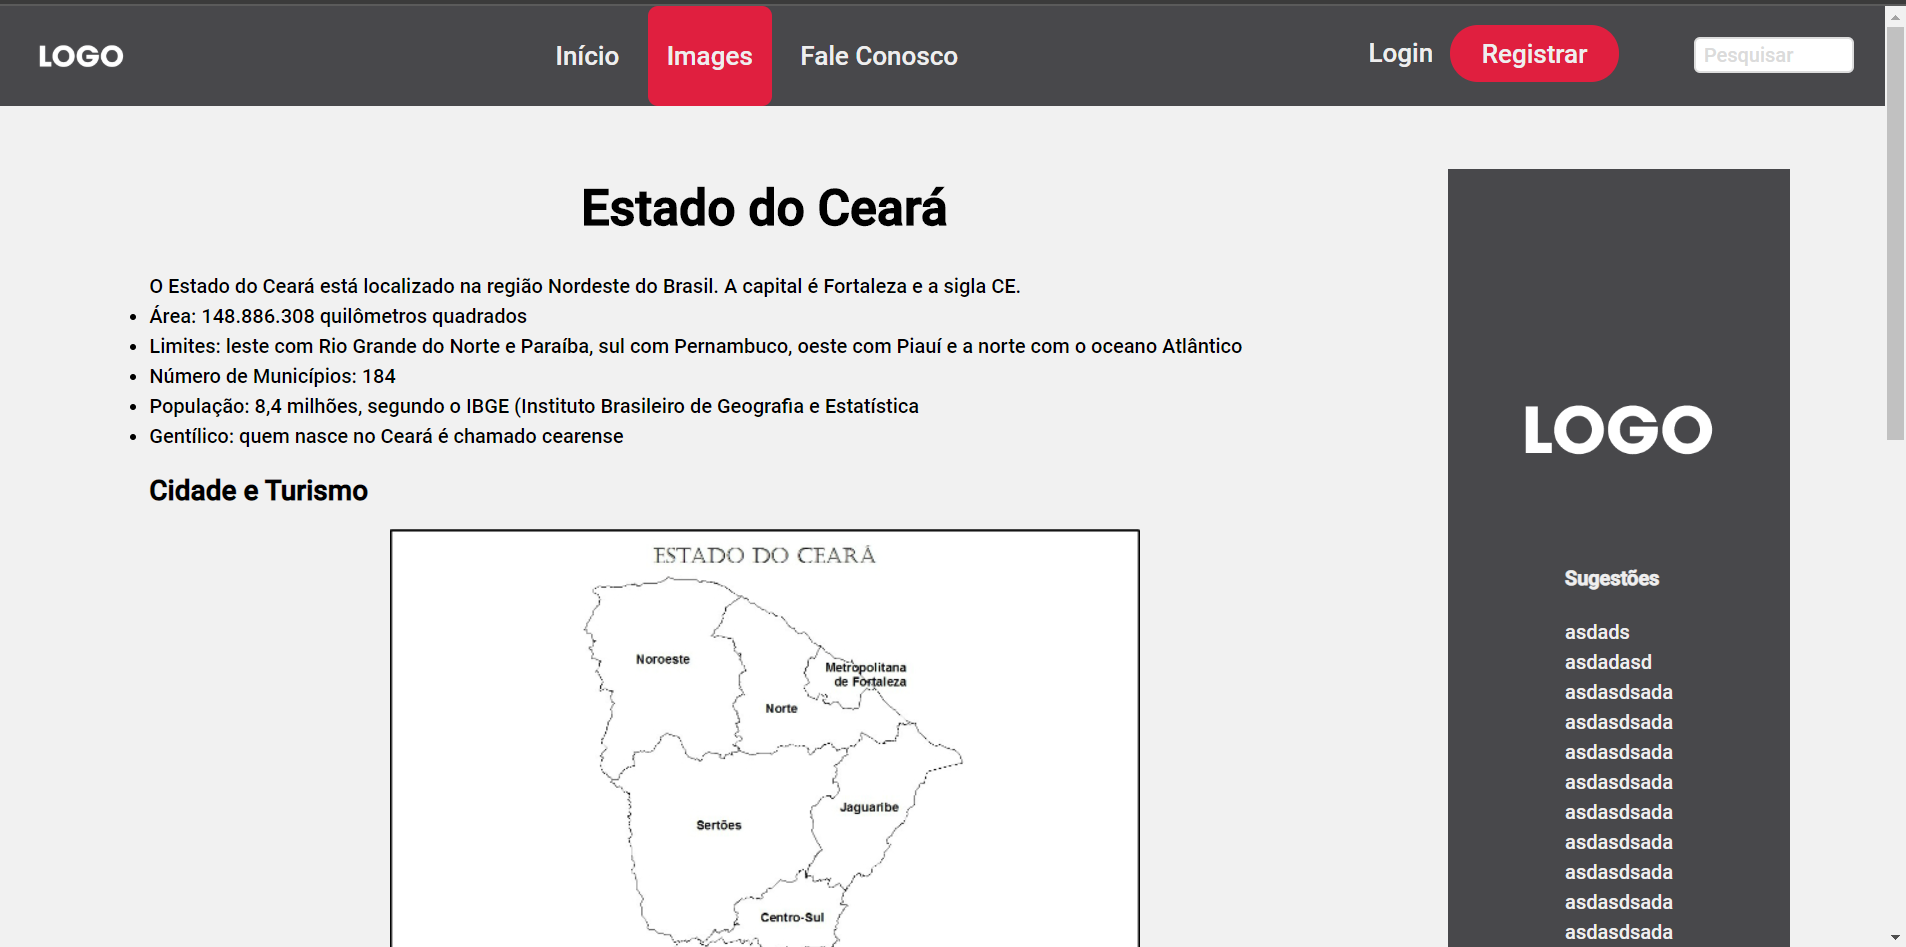 LOGO
Início Images Fale Conosco
Login Registrar Pesquisar
Estado do Ceará
O Estado do Ceará está localizado na região Nordeste do Brasil. A capital é Fortaleza e a sigla CE.
• Área: 148.886.308 quilômetros quadrados
• Limites: leste com Rio Grande do Norte e Paraíba, sul com Pernambuco, oeste com Piauí e a norte com o oceano Atlântico
• Número de Municípios: 184
• População: 8,4 milhões, segundo o IBGE (Instituto Brasileiro de Geografia e Estatística
• Gentílico: quem nasce no Ceará é chamado cearense
Cidade e Turismo
ESTADO DO CEARÁ
Noroeste
Metropolitana
de Fortaleza
Norte
Jaguaribe
Sertões
Centro-Sul
LOGO
Sugestões
asdads
asdadasd
asdasdsada
asdasdsada
asdasdsada
asdasdsada
asdasdsada
asdasdsada
asdasdsada
asdasdsada
asdasdsada